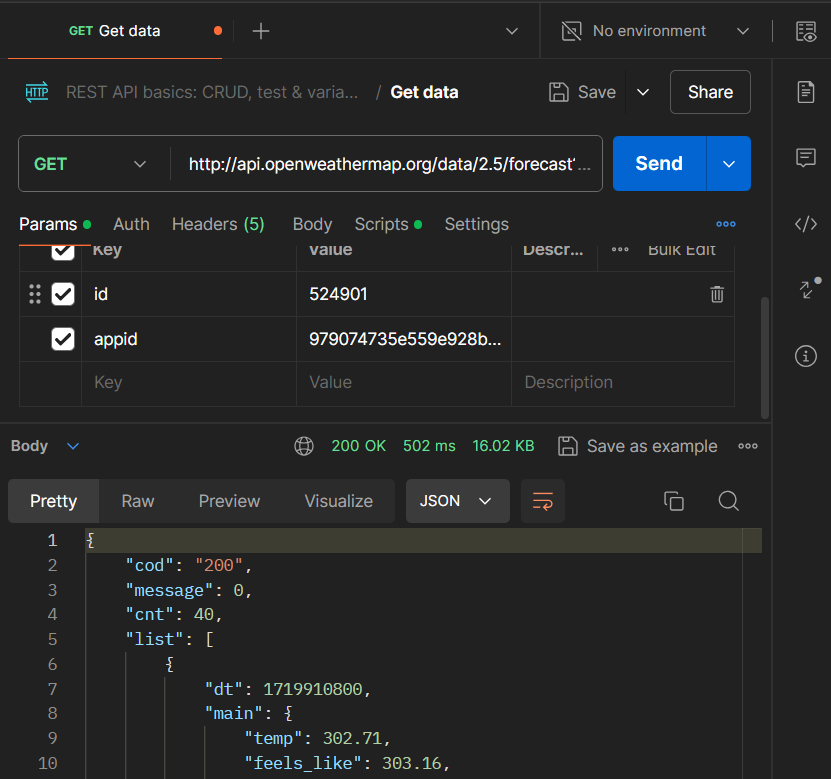 GET Get data No environment
HTTP REST API basics: CRUD, test & varia... / Get data Save Share
GET http://api.openweathermap.org/data/2.5/forecast?... Send
Params Auth Headers (5) Body Scripts Settings
Key Value Descr... Bulk Edit
id 524901
appid 979074735e559e928b...
Key Value Description
Body 200 OK 502 ms 16.02 KB Save as example
Pretty Raw Preview Visualize JSON
1 {
2 "cod": "200",
3 "message": 0,
4 "cnt": 40,
5 "list": [
6 {
7 "dt": 1719910800,
8 "main": {
9 "temp": 302.71,
10 "feels_like": 303.16,